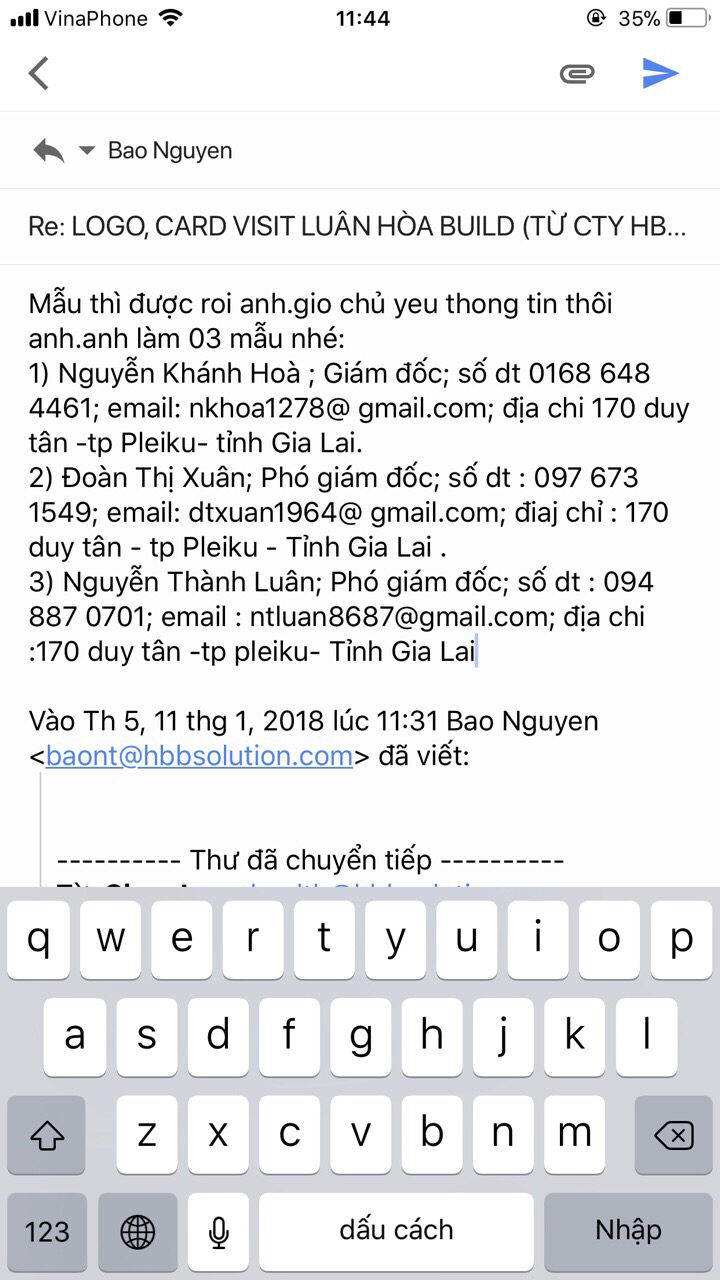 VinaPhone 11:44 35%
Bao Nguyen
Re: LOGO, CARD VISIT LUÂN HÒA BUILD (TỪ CTY HB...
Mẫu thì được roi anh.gio chủ yeu thong tin thôi
anh.anh làm 03 mẫu nhé:
1) Nguyễn Khánh Hoà ; Giám đốc; số dt 0168 648
4461; email: nkhoa1278@ gmail.com; địa chi 170 duy
tân -tp Pleiku- tỉnh Gia Lai.
2) Đoàn Thị Xuân; Phó giám đốc; số dt : 097 673
1549; email: dtxuan1964@ gmail.com; điaj chỉ : 170
duy tân - tp Pleiku - Tỉnh Gia Lai .
3) Nguyễn Thành Luân; Phó giám đốc; số dt : 094
887 0701; email : ntluan8687@gmail.com; địa chi
:170 duy tân -tp pleiku- Tỉnh Gia Lai
Vào Th 5, 11 thg 1, 2018 lúc 11:31 Bao Nguyen
<baont@hbbsolution.com> đã viết:
---------- Thư đã chuyển tiếp ----------
q w e r t y u i o p
a s d f g h j k l
z x c v b n m
123 dấu cách Nhập